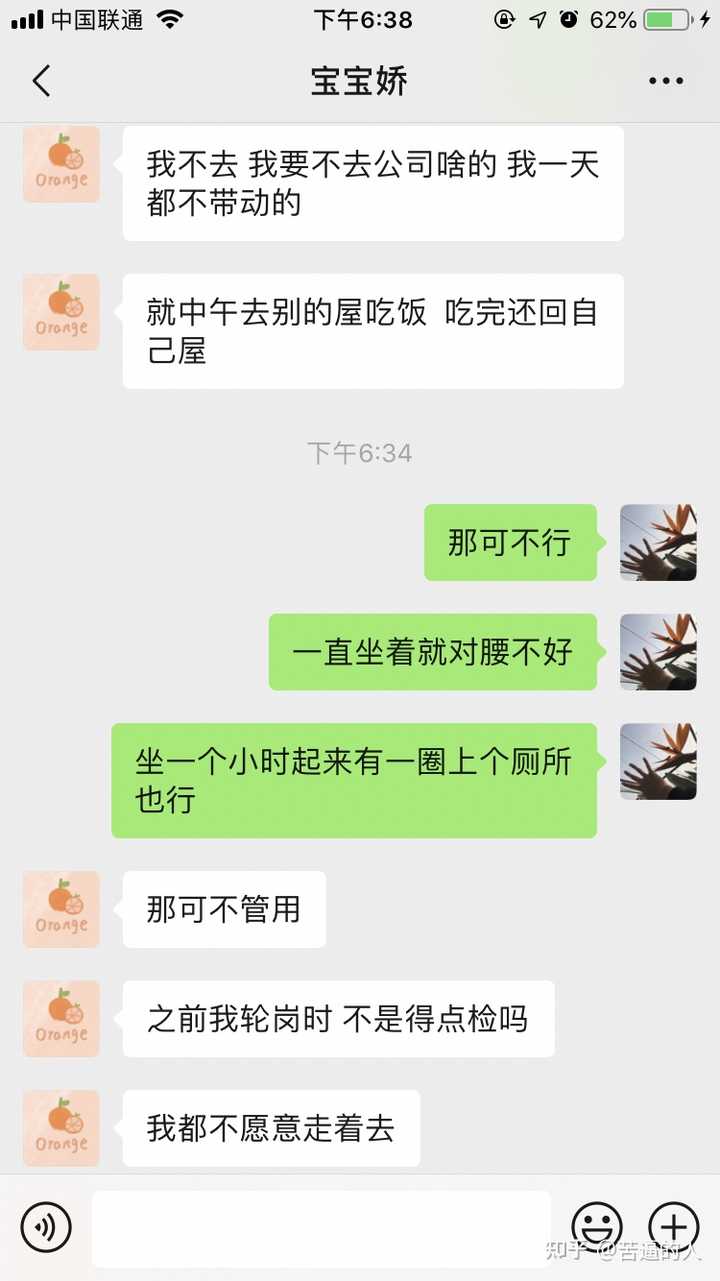 中国联通
下午6:38
62%
宝宝娇
Orange
我不去 我要不去公司啥的 我一天
都不带动的
Orange
就中午去别的屋吃饭 吃完还回自
己屋
下午6:34
那可不行
一直坐着就对腰不好
坐一个小时起来有一圈上个厕所
也行
Orange
那可不管用
Orange
之前我轮岗时 不是得点检吗
Orange
我都不愿意走着去
知乎 @苦逼的人